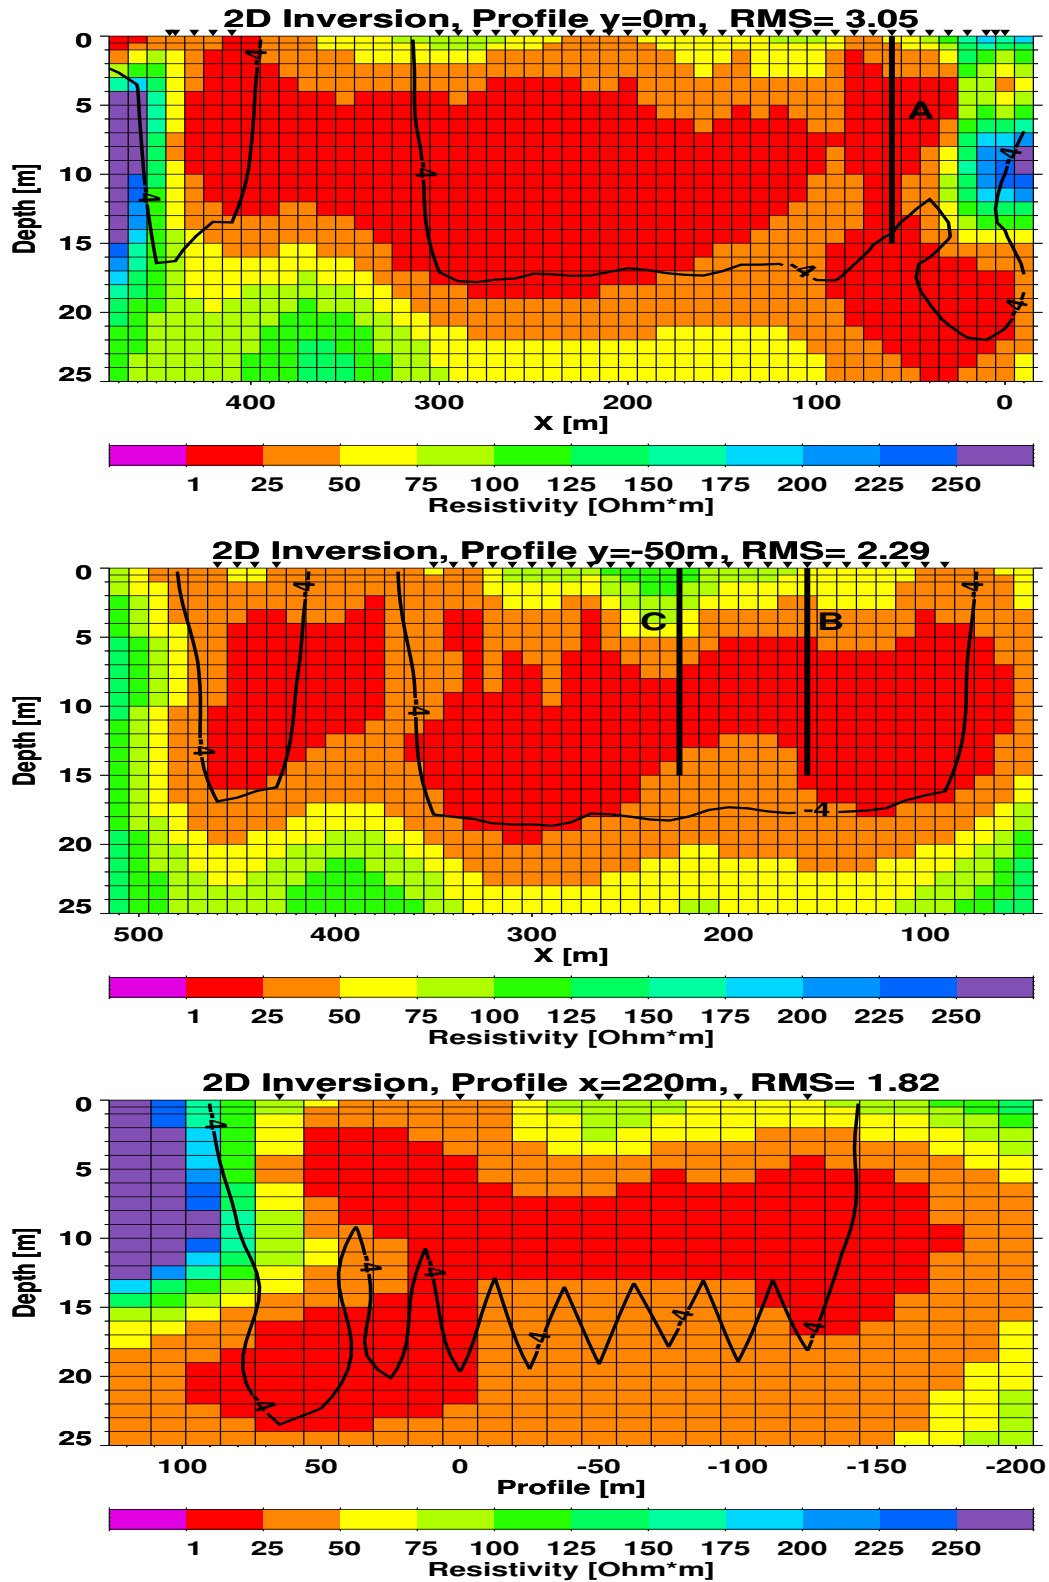 2D Inversion, Profile y=0m, RMS= 3.05
0
5
10
15
20
25
Depth [m]
-4
-4
-4
-4
-4
-4
A
400 300 200 100 0
X [m]
1 25 50 75 100 125 150 175 200 225 250
Resistivity [Ohm*m]
2D Inversion, Profile y=-50m, RMS= 2.29
0
5
10
15
20
25
Depth [m]
-4
-4
-4
-4
-4
C B
500 400 300 200 100
X [m]
1 25 50 75 100 125 150 175 200 225 250
Resistivity [Ohm*m]
2D Inversion, Profile x=220m, RMS= 1.82
0
5
10
15
20
25
Depth [m]
-4
-4
-4
-4
-4
-4
-4
100 50 0 -50 -100 -150 -200
Profile [m]
1 25 50 75 100 125 150 175 200 225 250
Resistivity [Ohm*m]